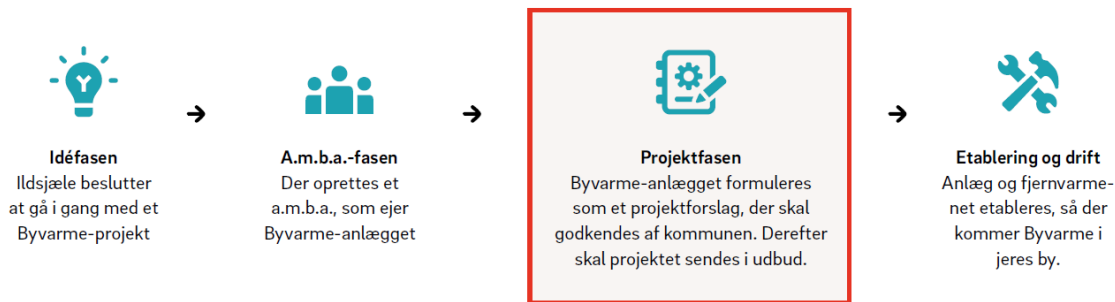 Idéfasen
Ildsjæle beslutter
at gå i gang med et
Byvarme-projekt
A.m.b.a.-fasen
Der oprettes et
a.m.b.a., som ejer
Byvarme-anlægget
Projektfasen
Byvarme-anlægget formuleres
som et projektforslag, der skal
godkendes af kommunen. Derefter
skal projektet sendes i udbud.
Etablering og drift
Anlæg og fjernvarme-
net etableres, så der
kommer Byvarme i
jeres by.